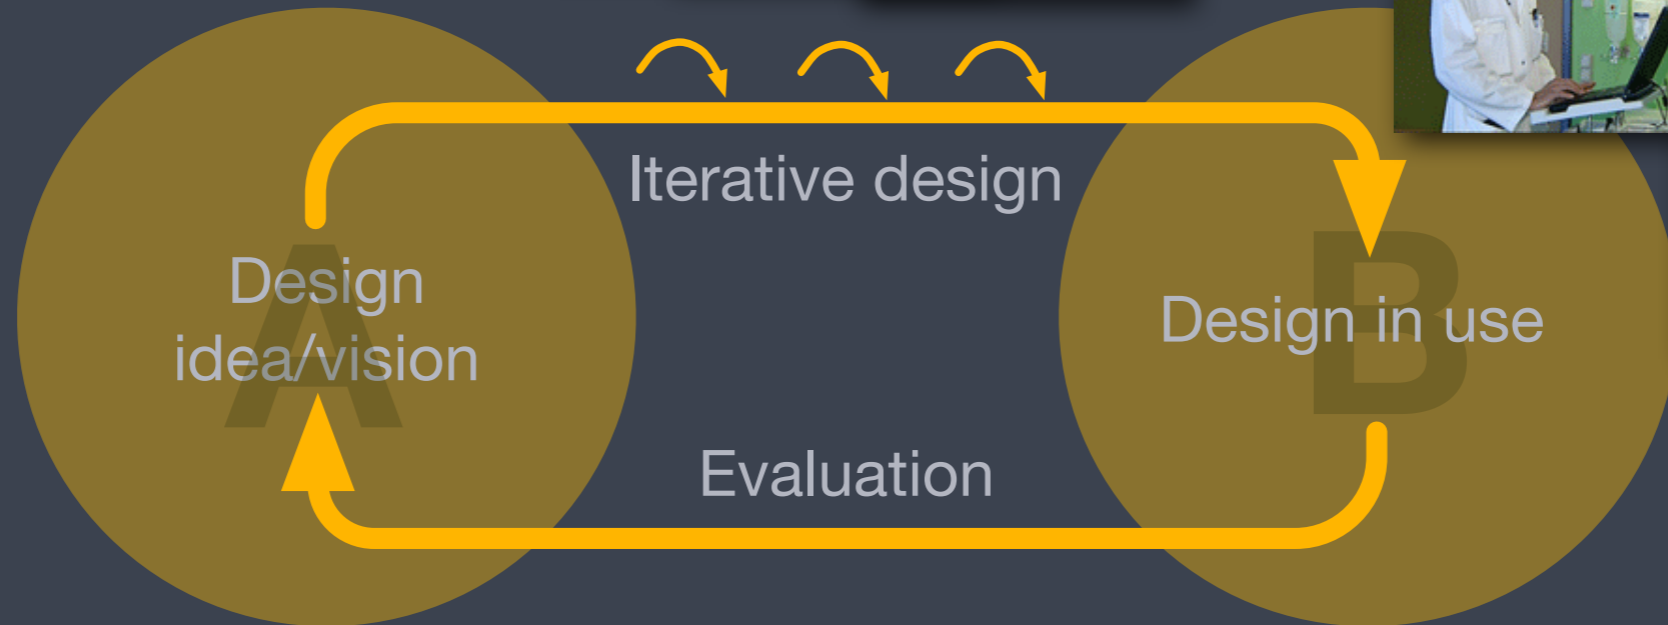 Iterative design
A
Design
idea/vision
B
Design in use
Evaluation